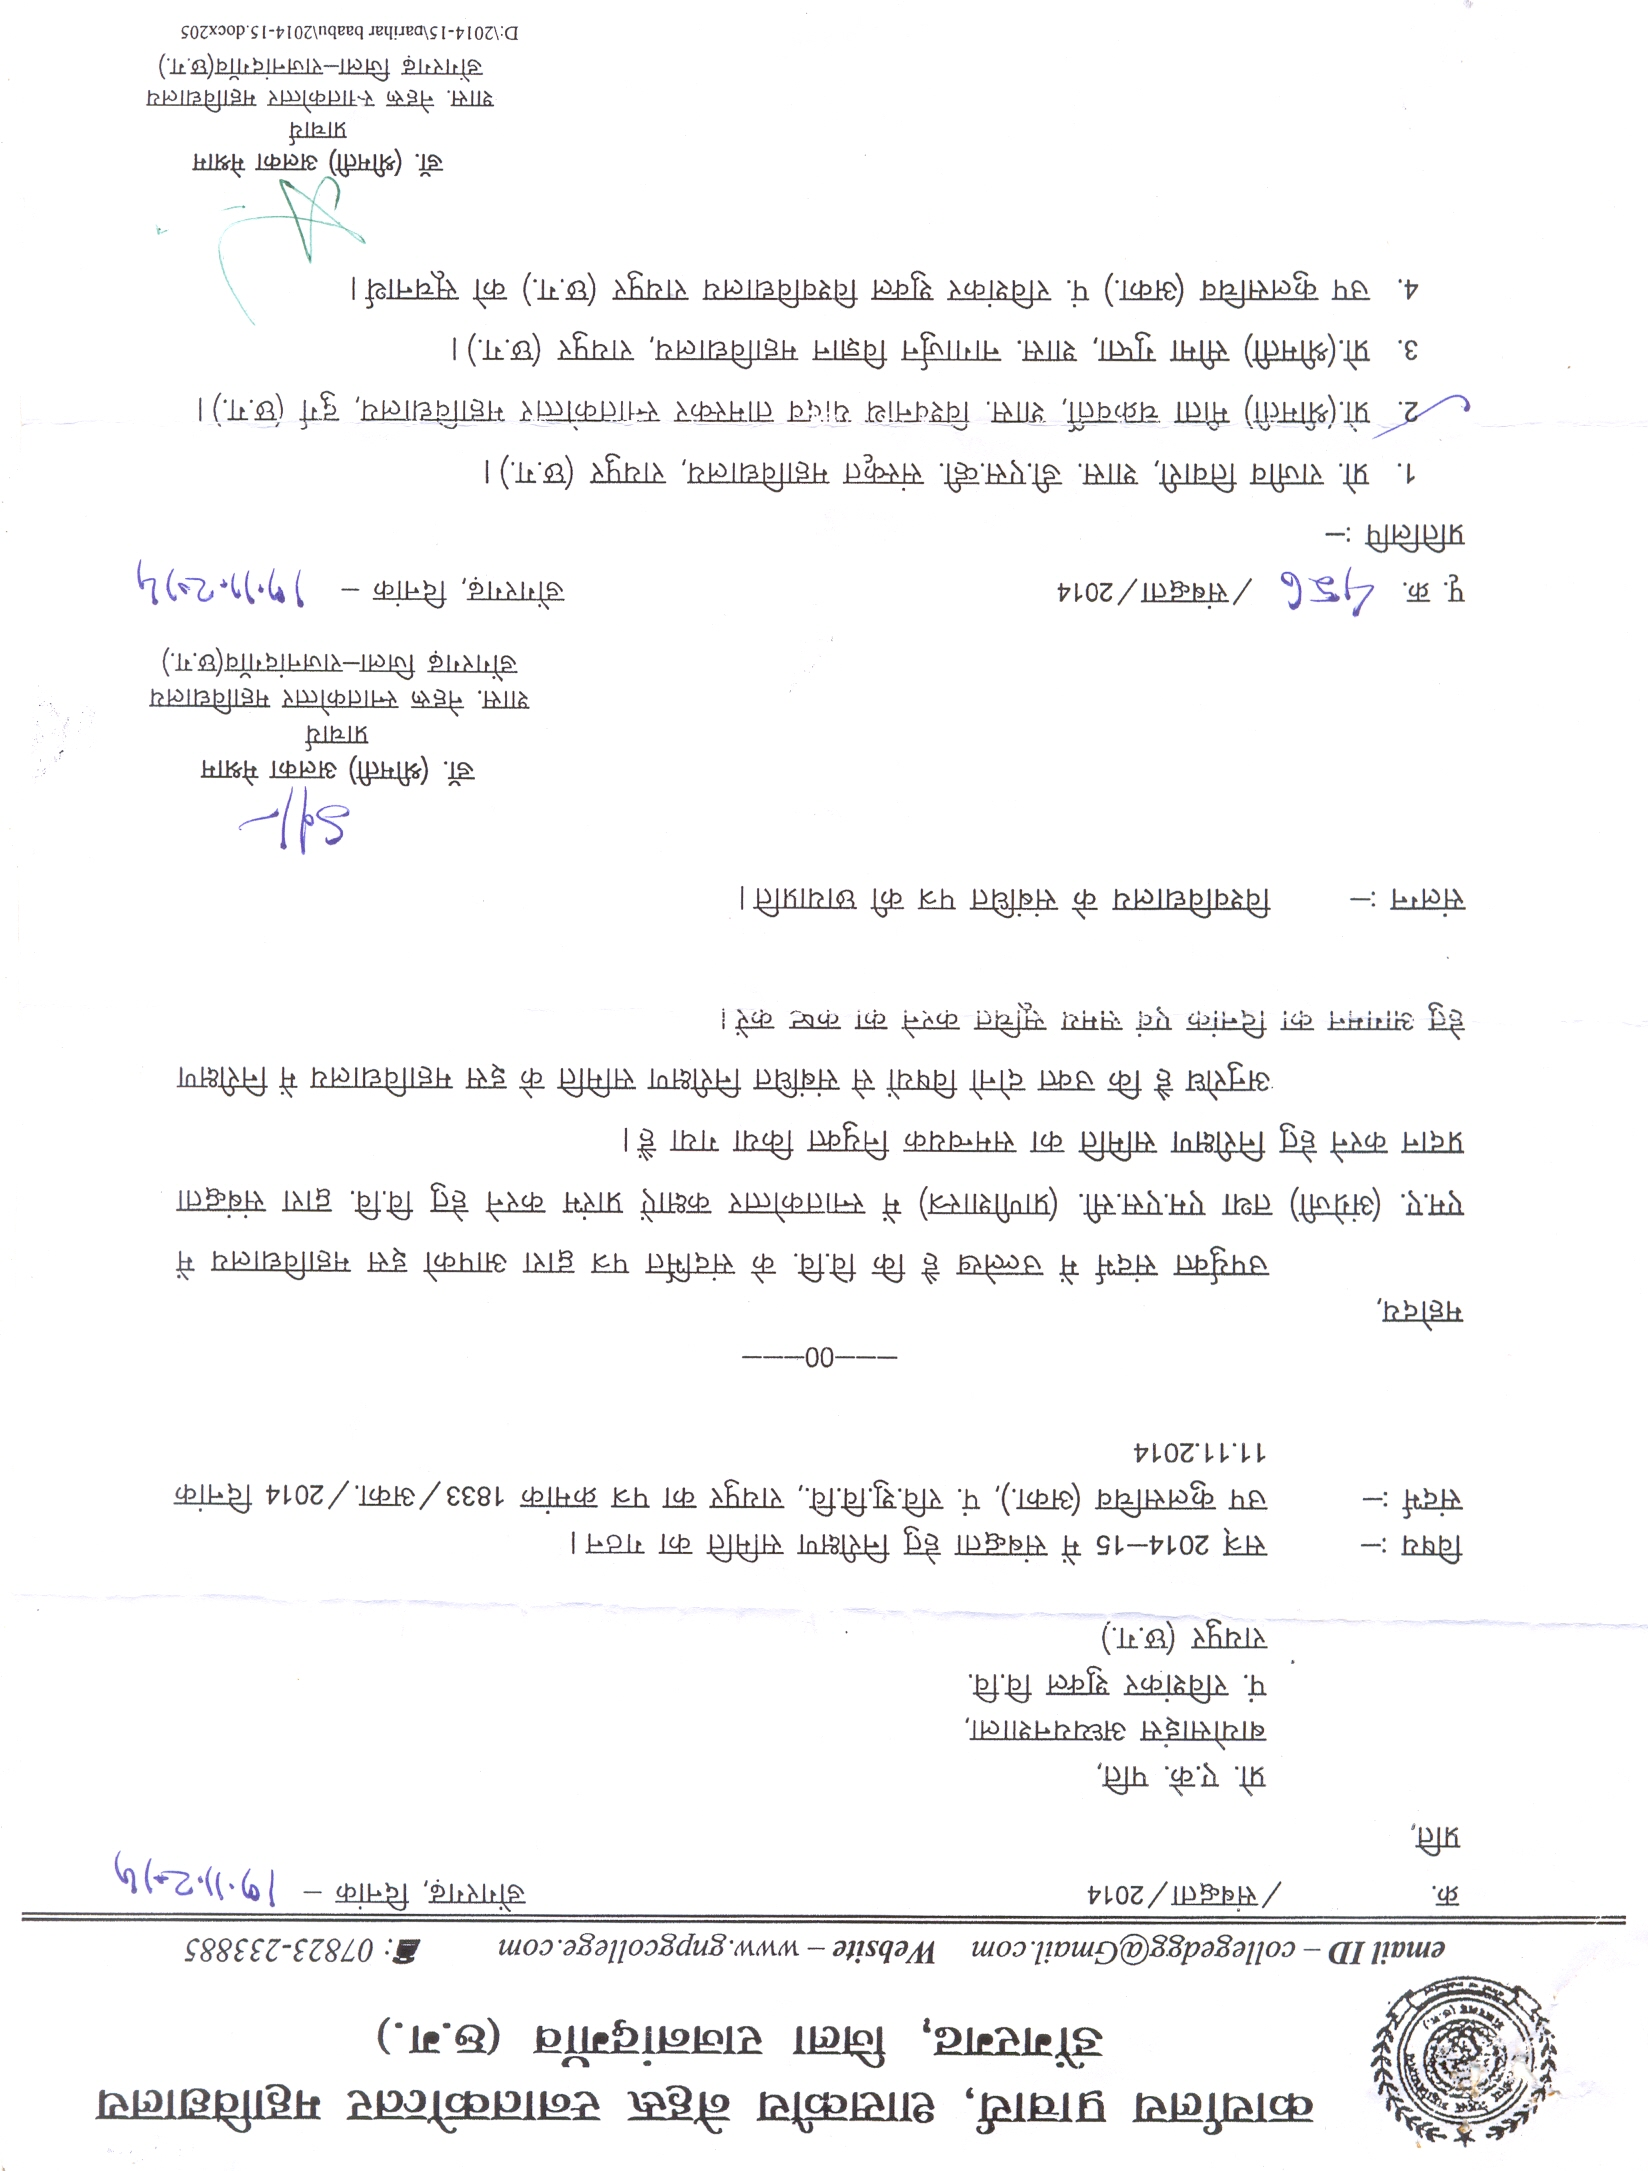 कार्यालय प्राचार्य, शासकीय नेहरू स्नातकोत्तर महाविद्यालय
डोंगरगढ, जिला राजनांदगाँव (छ.ग.)
email ID – collegedgg@Gmail.com Website – www.gnpgcollege.com : 07823-233885
क्र. /संबद्धता/2014 डोंगरगढ़, दिनांक – 19.11.2014
प्रति,
प्रो. ए.के. पति,
बायोसाइंस अध्ययनशाला,
पं. रविशंकर शुक्ल वि.वि.
रायपुर (छ.ग.)
विषय :– सत्र 2014–15 में संबद्धता हेतु निरीक्षण समिति का गठन।
संदर्भ :– उप कुलसचिव (अका.), पं. रवि.शु.वि.वि., रायपुर का पत्र क्रमांक 1833/अका./2014 दिनांक
11.11.2014
———00———
महोदय,
उपर्युक्त संदर्भ में उल्लेख है कि वि.वि. के संदर्भित पत्र द्वारा आपको इस महाविद्यालय में
एम.ए. (अंग्रेजी) तथा एम.एस.सी. (प्राणीशास्त्र) में स्नातकोत्तर कक्षाऐं प्रारंभ करने हेतु वि.वि. द्वारा संबंद्धता
प्रदान करने हेतु निरीक्षण समिति का समन्वयक नियुक्त किया गया हैं।
अनुरोध हैं कि उक्त दोनो विषयों से संबंधित निरीक्षण समिति के इस महाविद्यालय में निरीक्षण
हेतु आगमन का दिनांक एवं समय सूचित करने का कष्ट करें।
संलग्न :– विश्वविद्यालय के संबंधित पत्र की छायाप्रति।
Sd/-
डॉ. (श्रीमती) अलका मेश्राम
प्राचार्य
शास. नेहरू स्नातकोत्तर महाविद्यालय
डोंगरगढ़ जिला–राजनांदगाँव(छ.ग.)
पृ. क्र. 456 /संबद्धता/2014 डोंगरगढ़, दिनांक – 19.11.2014
प्रतिलिपि :–
1. प्रो. राजीव तिवारी, शास. डी.एस.व्ही. संस्कृत महाविद्यालय, रायपुर (छ.ग.)।
2. प्रो.(श्रीमती) मीता चक्रवर्ती, शास. विश्वनाथ यादव तामस्कर स्नातकोत्तर महाविद्यालय, दुर्ग (छ.ग.)।
3. प्रो.(श्रीमती) सीमा गुप्ता, शास. नागार्जुन विज्ञान महाविद्यालय, रायपुर (छ.ग.)।
4. उप कुलसचिव (अका.) पं. रविशंकर शुक्ल विश्वविद्यालय रायपुर (छ.ग.) को सूचनार्थ।
डॉ. (श्रीमती) अलका मेश्राम
प्राचार्य
शास. नेहरू स्नातकोत्तर महाविद्यालय
डोंगरगढ़ जिला–राजनांदगाँव(छ.ग.)
D:\2014-15\parihar baabu\2014-15.docx205